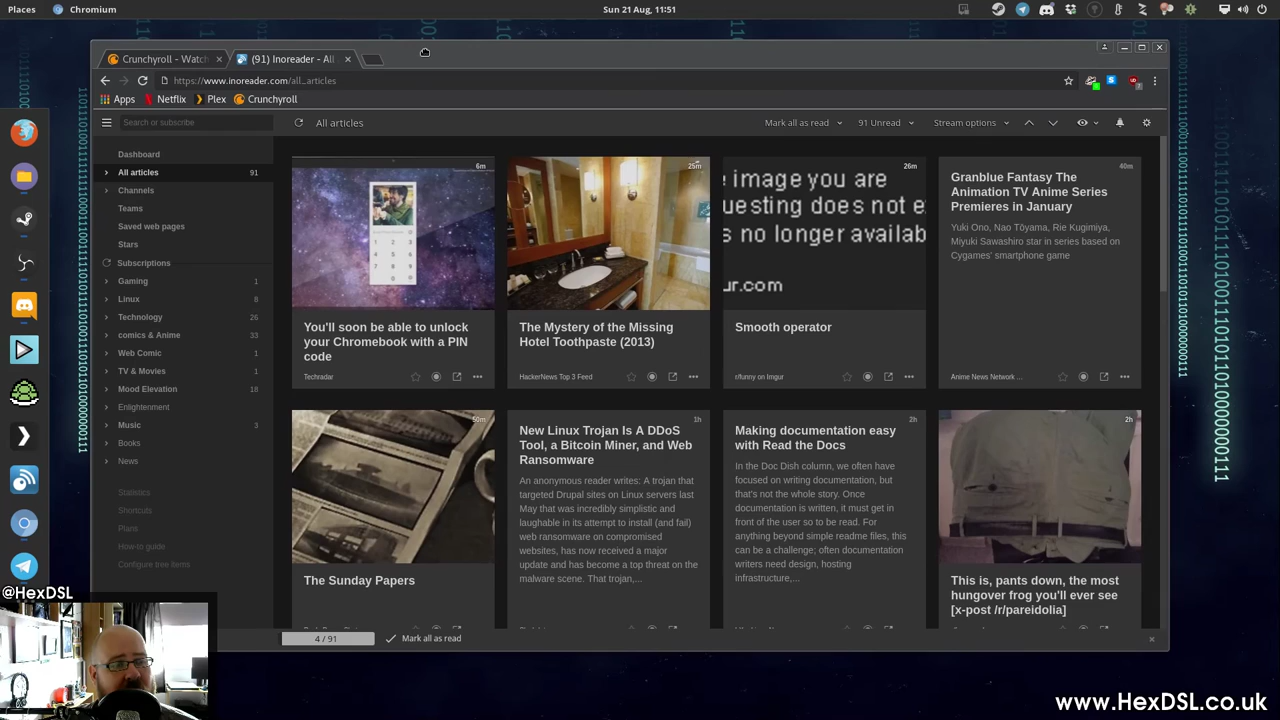 Places Chromium Sun 21 Aug, 11:51
Crunchyroll - Watch (91) Inoreader - All
https://www.inoreader.com/all_articles
Apps Netflix Plex Crunchyroll
Search or subscribe All articles Mark all as read 91 Unread Stream options
Dashboard
All articles 91
Channels
Teams
Saved web pages
Stars
Subscriptions
Gaming 1
Linux 8
Technology 26
comics & Anime 33
Web Comic 1
TV & Movies 1
Mood Elevation 18
Enlightenment
Music 3
Books
News
Statistics
Shortcuts
Plans
How-to guide
Configure tree items
6m
You'll soon be able to unlock
your Chromebook with a PIN
code
Techradar
25m
The Mystery of the Missing
Hotel Toothpaste (2013)
HackerNews Top 3 Feed
26m
image you are
uesting does not e
s no longer availab
ur.com
Smooth operator
r/funny on Imgur
40m
Granblue Fantasy The
Animation TV Anime Series
Premieres in January
Yuki Ono, Nao Tōyama, Rie Kugimiya,
Hiroyuki Sawashiro star in series based on
Cygames' smartphone game
Anime News Network ...
50m
The Sunday Papers
1h
New Linux Trojan Is A DDoS
Tool, a Bitcoin Miner, and Web
Ransomware
An anonymous reader writes: A trojan that
targeted Drupal sites on Linux servers last
May that was incredibly simplistic and
laughable in its attempt to install (and fail)
web ransomware on compromised
websites, has now received a major
update and has become a top threat on the
malware scene. That trojan,...
2h
Making documentation easy
with Read the Docs
In the Doc Dish column, we often have
focused on writing documentation, but
that's not the whole story. Once
documentation is written, it must get in
front of the user so to be read. For
anything beyond simple readme files, this
can be a challenge; often documentation
writers need design, hosting
infrastructure,...
2h
This is, pants down, the most
hungover frog you'll ever see
[x-post /r/pareidolia]
4 / 91 Mark all as read
@HexDSL
www.HexDSL.co.uk